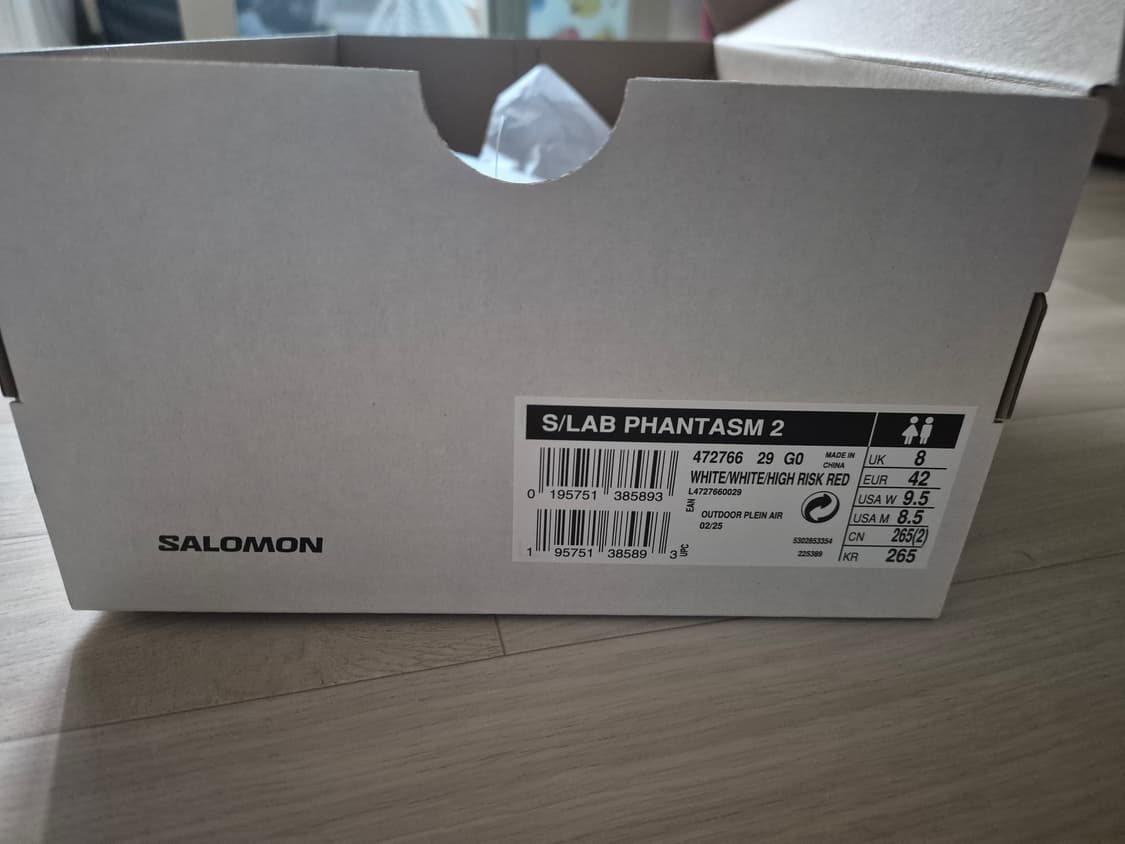 S/LAB PHANTASM 2
472766 29 G0
MADE IN
CHINA
WHITE/WHITE/HIGH RISK RED
L4727660029
0 195751 385893
EAN
OUTDOOR PLEIN AIR
02/25
1 95751 38589 3
UPC
5302853354
225389
UK 8
EUR 42
USA W 9.5
USA M 8.5
CN 265(2)
KR 265
SALOMON